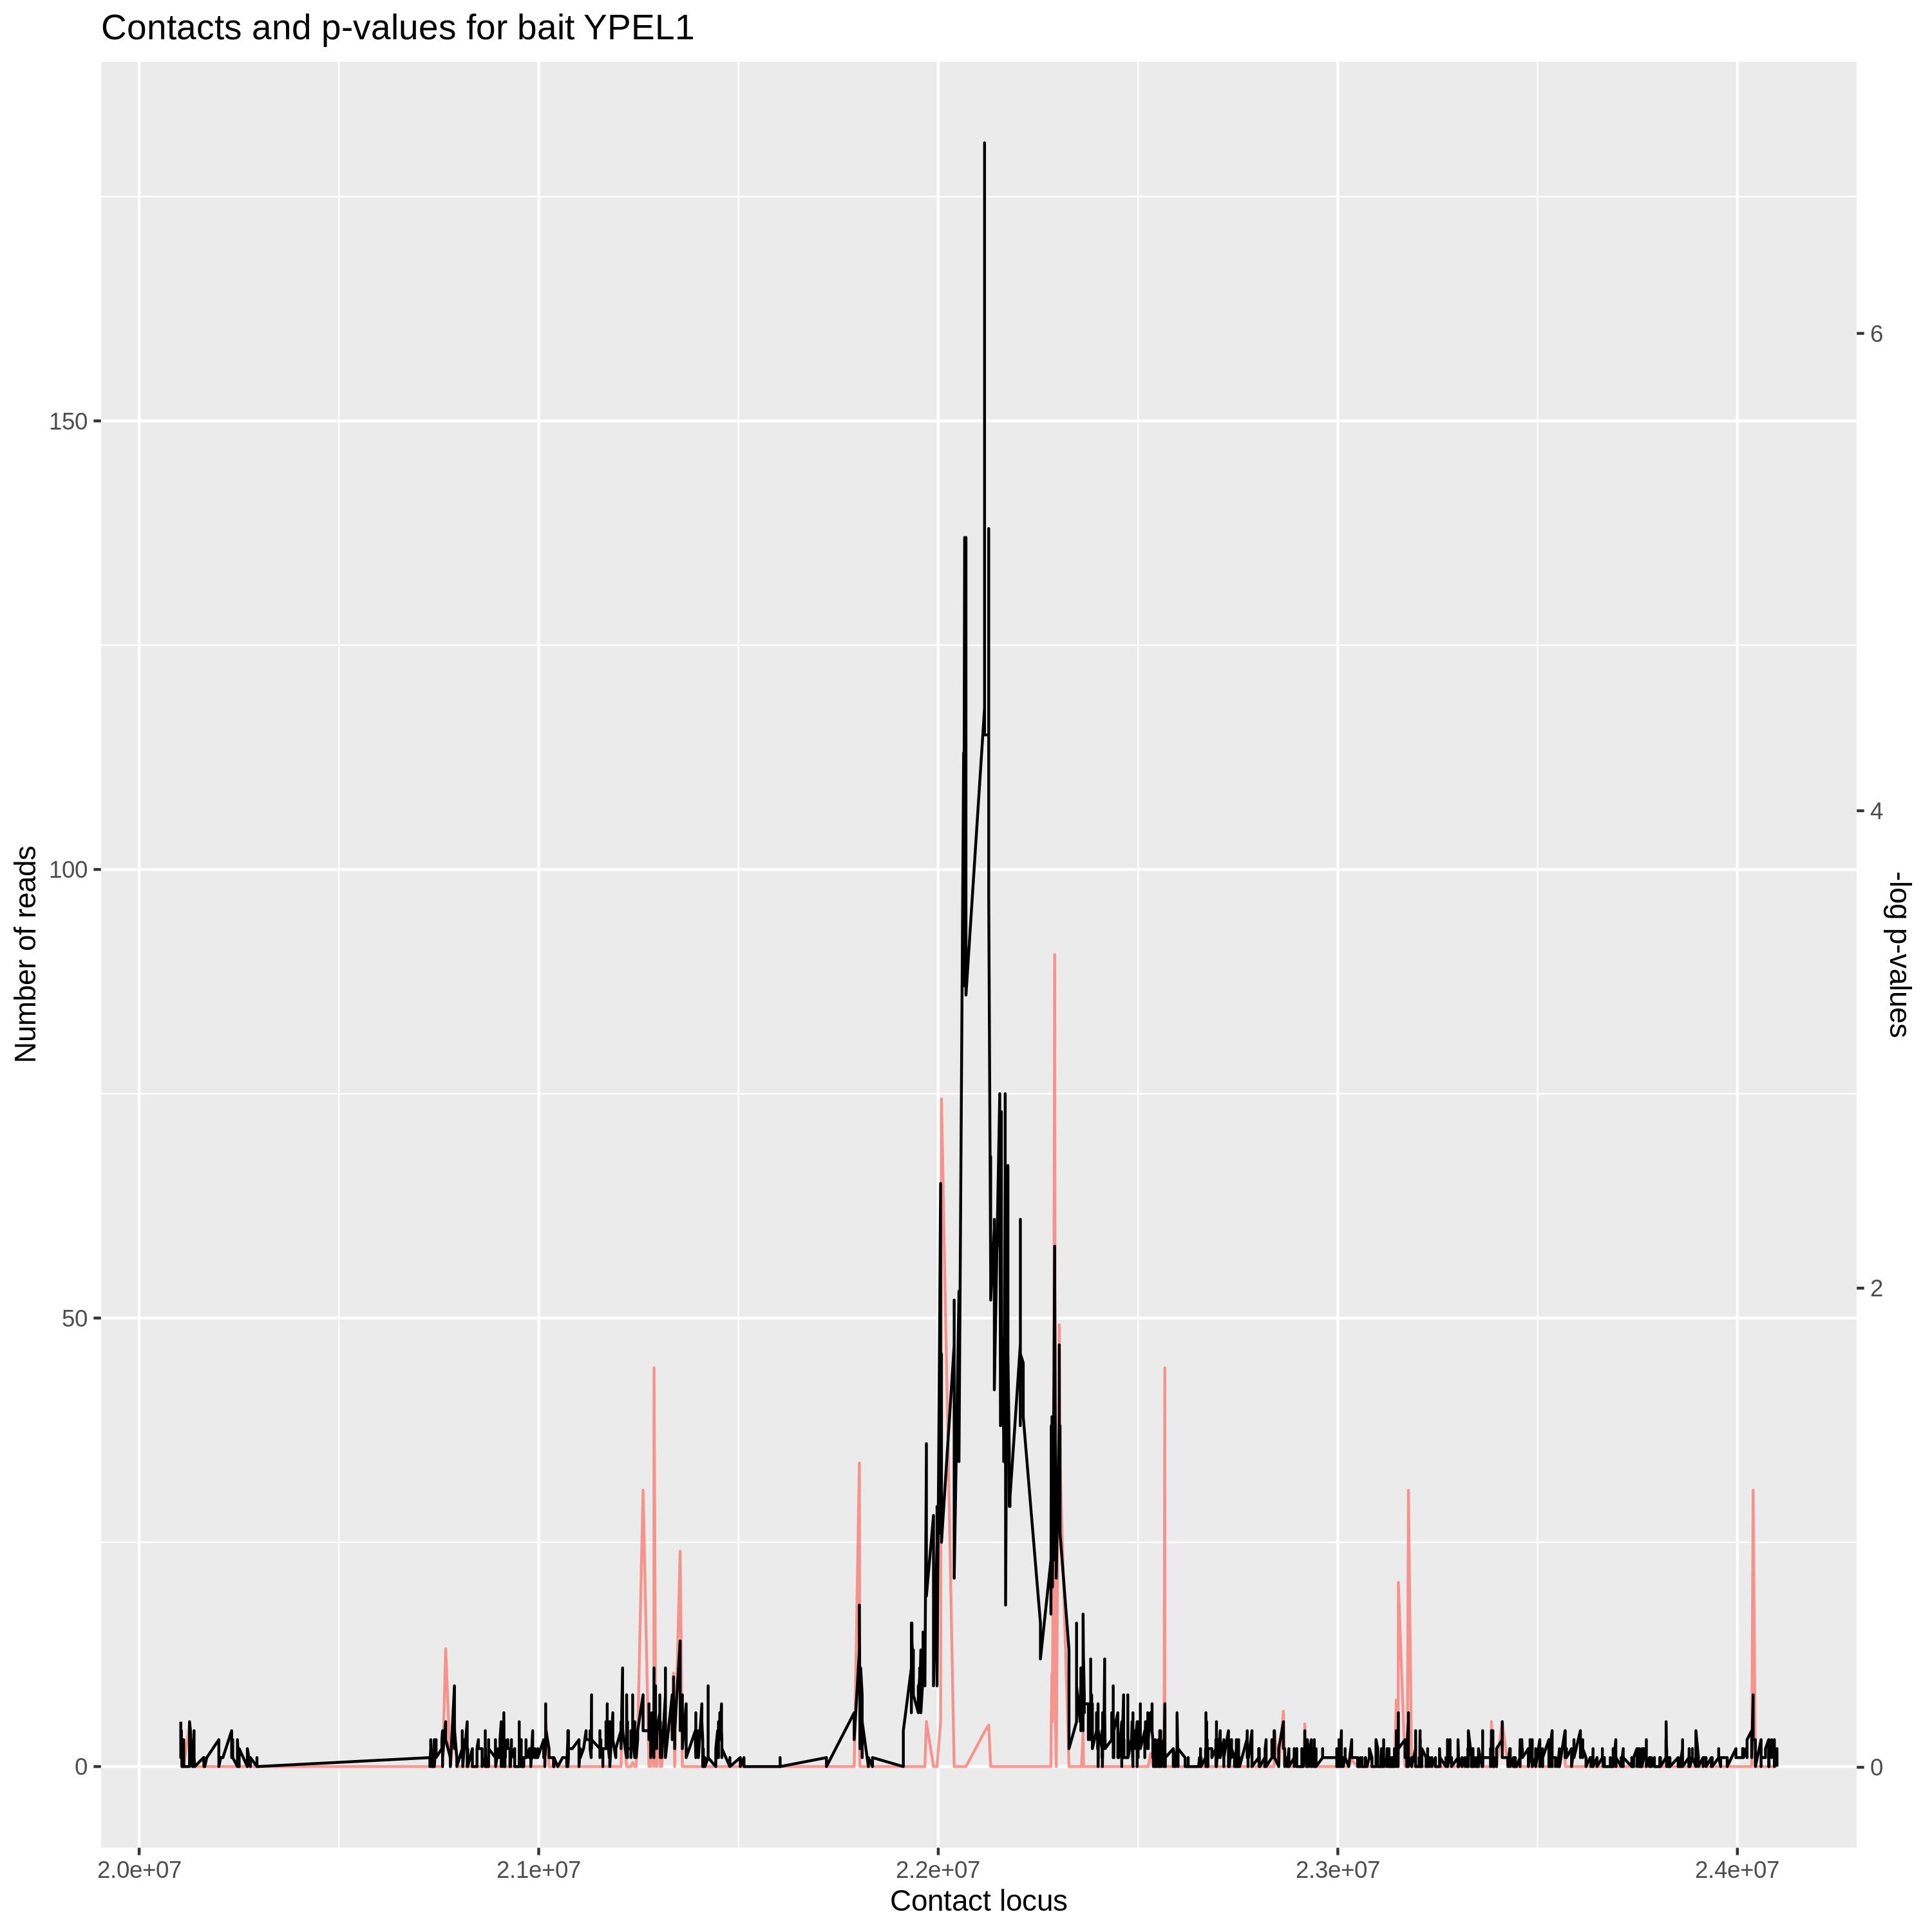 Contacts and p-values for bait YPEL1
150
100
50
0
Number of reads
6
4
2
0
-log p-values
2.0e+07 2.1e+07 2.2e+07 2.3e+07 2.4e+07
Contact locus